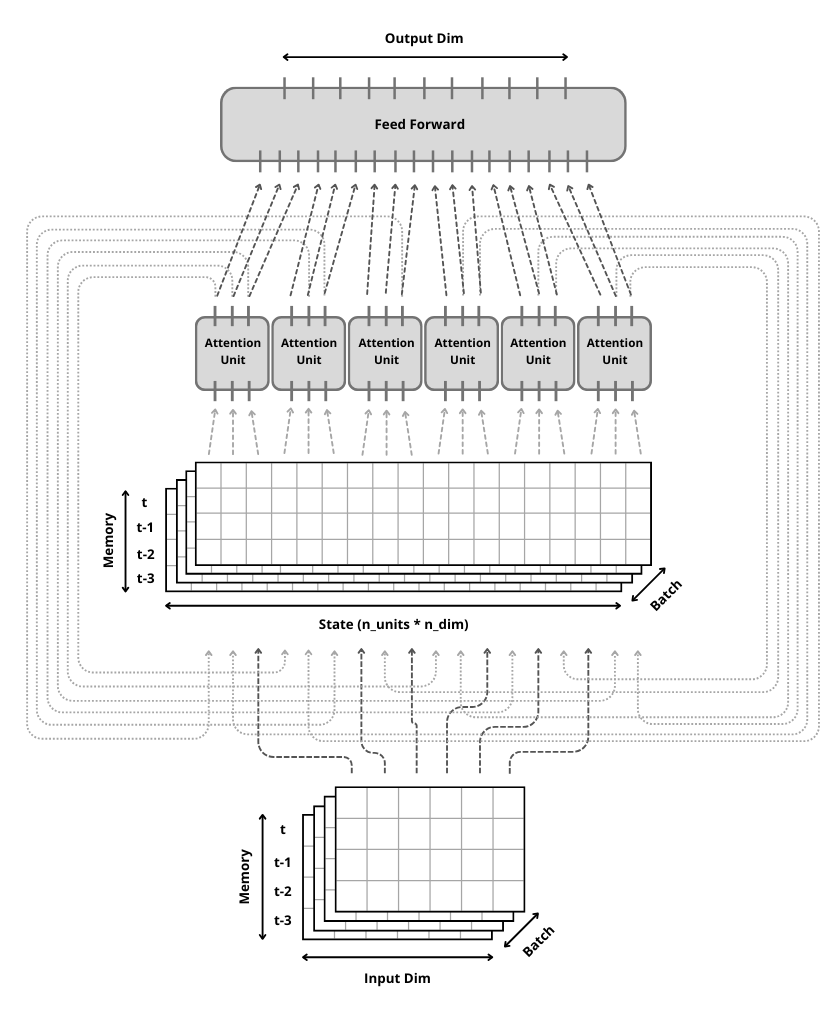 Output Dim
Feed Forward
Attention Unit
Attention Unit
Attention Unit
Attention Unit
Attention Unit
Attention Unit
Memory
t
t-1
t-2
t-3
Batch
State (n_units * n_dim)
Memory
t
t-1
t-2
t-3
Batch
Input Dim